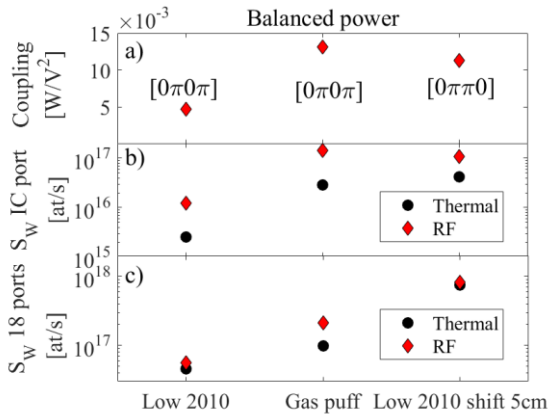 Balanced power
×10⁻³
15
10
5
Coupling
[W/V²]
a)
[0π0π]
[0π0π]
[0ππ0]
10¹⁷
10¹⁶
10¹⁵
S_W IC port
[at/s]
b)
Thermal
RF
10¹⁸
10¹⁷
S_W 18 ports
[at/s]
c)
Thermal
RF
Low 2010
Gas puff
Low 2010 shift 5cm